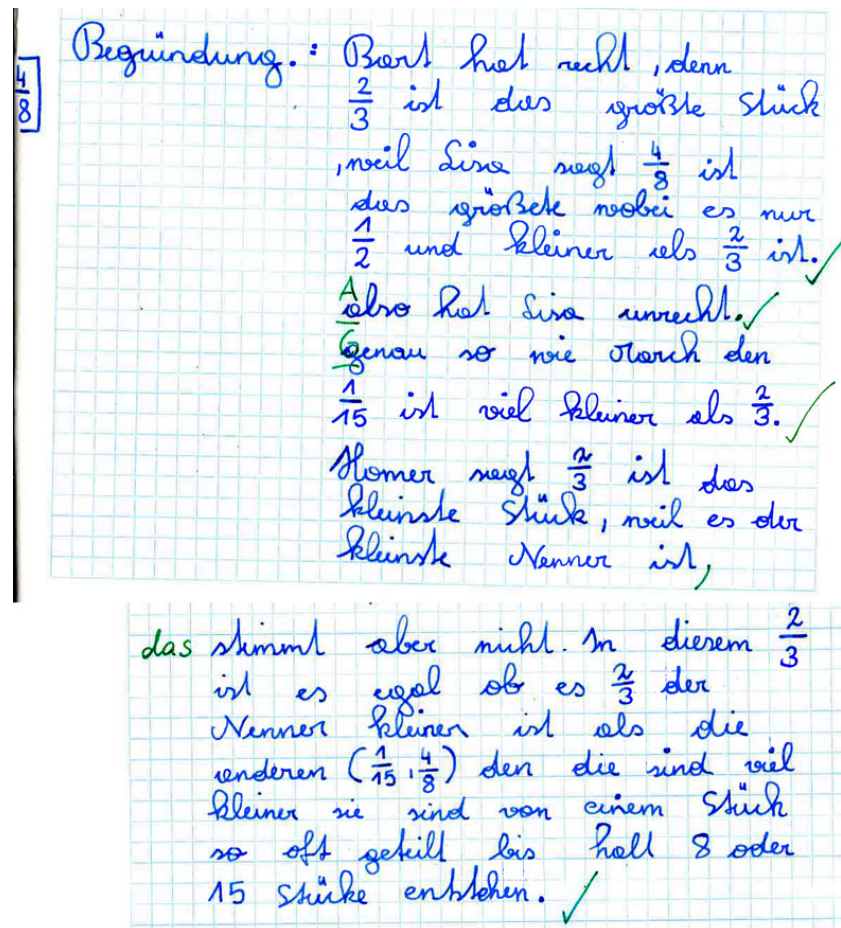 4/8]
Begründung.: Bart hat recht, denn
2/3 ist das größte Stück
, weil Lisa sagt 4/8 ist
das größete wobei es nur
1/2 und kleiner als 2/3 ist. ✓
A
also hat Lisa unrecht. ✓
G
genau so wie March den
1/15 ist viel kleiner als 2/3. ✓
Homer sagt 2/3 ist das
kleinste Stück, weil es der
kleinste Nenner ist,
das stimmt aber nicht. In diesem 2/3
ist es egal ob es 2/3 der
Nenner kleiner ist als die
anderen (1/15, 4/8) den die sind viel
kleiner sie sind von einem Stück
so oft geteilt bis halt 8 oder
15 Stücke entstehen. ✓